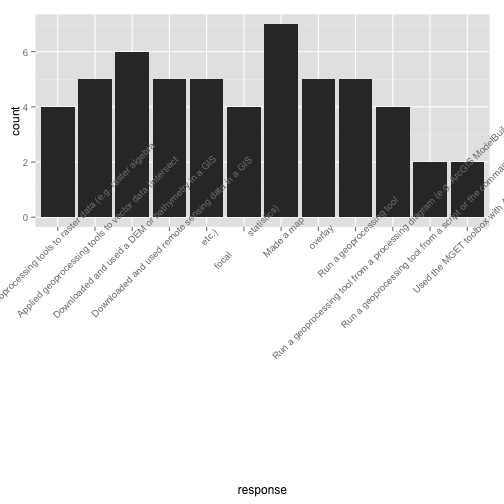 6
4
2
0
count
oprocessing tools to raster data (e.g. raster algebra
Applied geoprocessing tools to vector data (intersect
Downloaded and used a DEM or bathymetry in a GIS
Downloaded and used remote sensing data in a GIS
etc.)
focal
statistics)
Made a map
overlay
Run a geoprocessing tool
Run a geoprocessing tool from a processing diagram (e.g. ArcGIS ModelBuil
Run a geoprocessing tool from a script or the comma
Used the MGET toolbox with
response